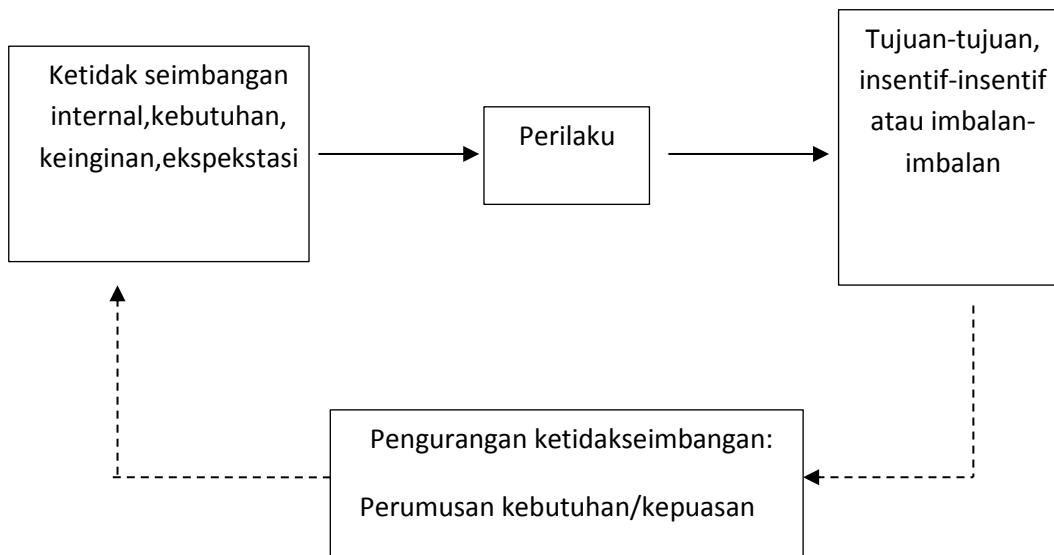 Ketidak seimbangan
internal,kebutuhan,
keinginan,ekspekstasi
Perilaku
Tujuan-tujuan,
insentif-insentif
atau imbalan-
imbalan
Pengurangan ketidakseimbangan:
Perumusan kebutuhan/kepuasan